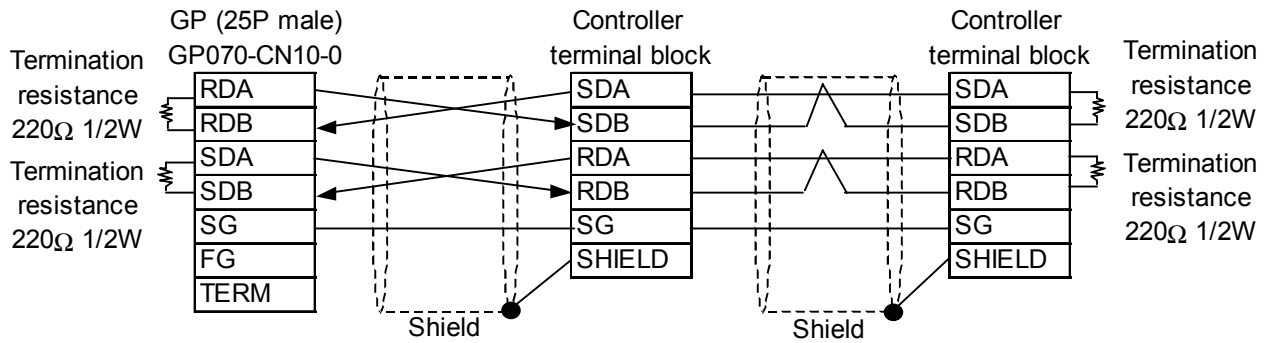 GP (25P male)
GP070-CN10-0
Controller
terminal block
Controller
terminal block
Termination
resistance
220Ω 1/2W
Termination
resistance
220Ω 1/2W
RDA
RDB
SDA
SDB
SG
FG
TERM
Shield
SDA
SDB
RDA
RDB
SG
SHIELD
Shield
SDA
SDB
RDA
RDB
SG
SHIELD
Termination
resistance
220Ω 1/2W
Termination
resistance
220Ω 1/2W